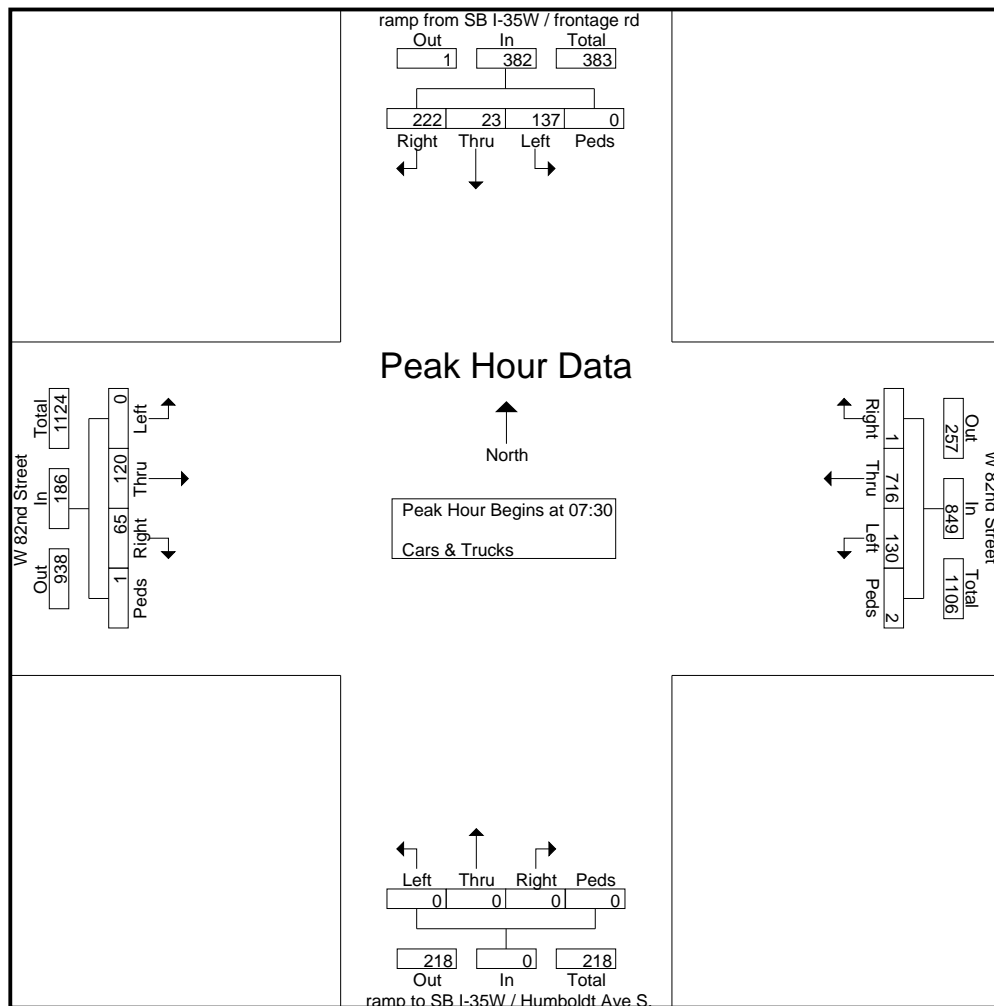 ramp from SB I-35W / frontage rd
Out In Total
1 382 383
222 23 137 0
Right Thru Left Peds
Peak Hour Data
North
Peak Hour Begins at 07:30
Cars & Trucks
W 82nd Street
Out In Total
938 186 1124
1 65 120 0
Peds Right Thru Left
W 82nd Street
Out In Total
257 849 1106
1 716 130 2
Right Thru Left Peds
Left Thru Right Peds
0 0 0 0
218 0 218
Out In Total
ramp to SB I-35W / Humboldt Ave S.